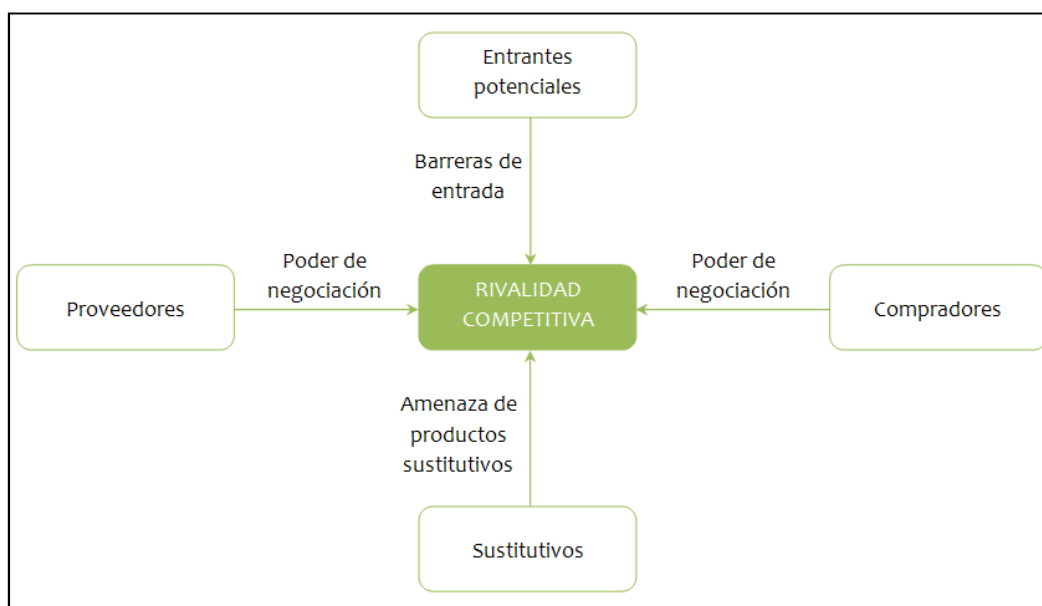 Entrantes
potenciales
Barreras de
entrada
Proveedores
Poder de
negociación
RIVALIDAD
COMPETITIVA
Poder de
negociación
Compradores
Amenaza de
productos
sustitutivos
Sustitutivos